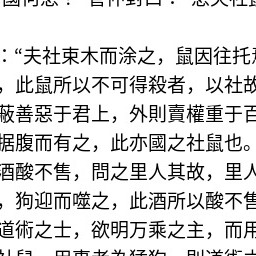 國何患？”管仲對曰：“患夫社鼠
：“夫社束木而涂之，鼠因往托
，此鼠所以不可得殺者，以社故
蔽善惡于君上，外則賣權重于百
据腹而有之，此亦國之社鼠也。
酒酸不售，問之里人其故，里人
，狗迎而噬之，此酒所以酸不售
道術之士，欲明万乘之主，而用